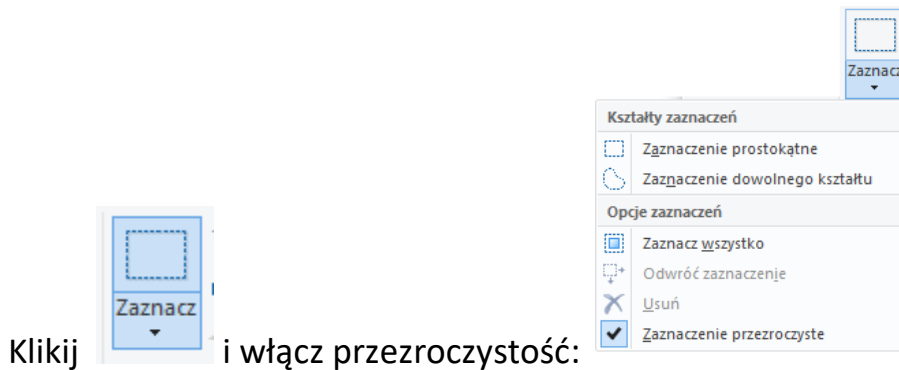 Zaznacz
Kształty zaznaczeń
Zaznaczenie prostokątne
Zaznaczenie dowolnego kształtu
Opcje zaznaczeń
Zaznacz wszystko
Odwróć zaznaczenie
Usuń
Zaznaczenie przezroczyste
Klikij Zaznacz i włącz przezroczystość: